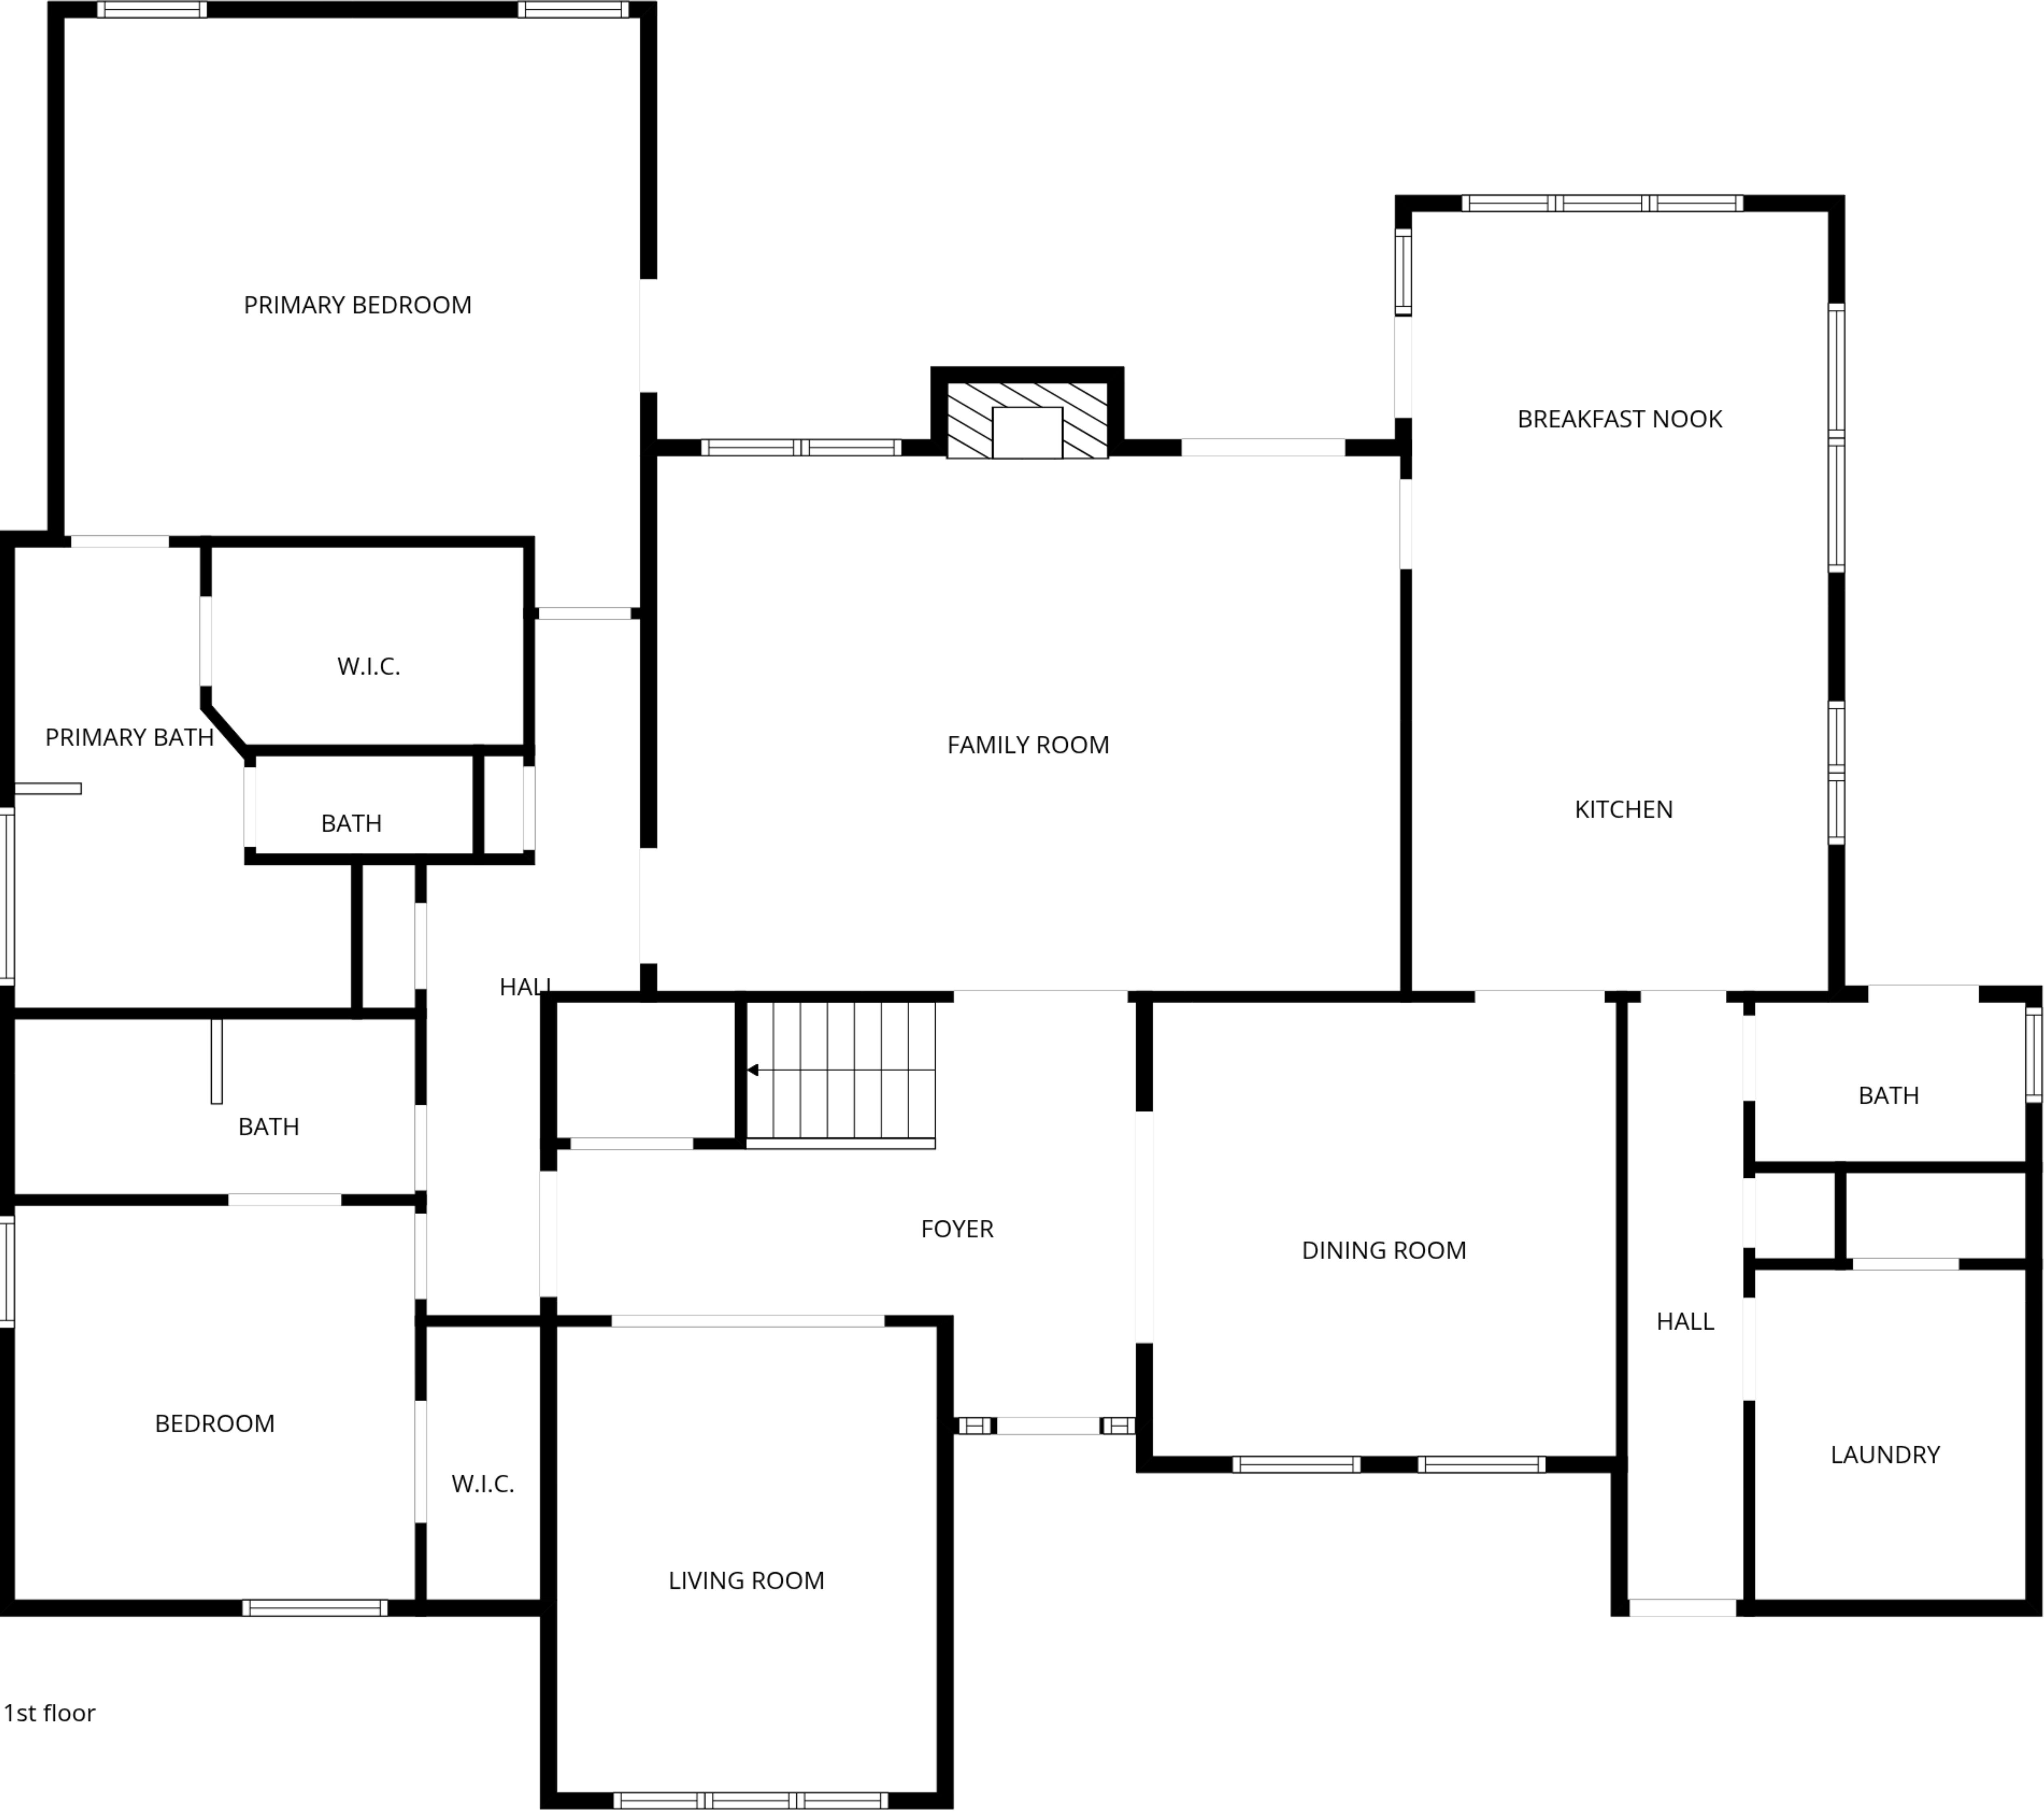 PRIMARY BEDROOM
BREAKFAST NOOK
W.I.C.
PRIMARY BATH
FAMILY ROOM
BATH
KITCHEN
HALL
BATH
BATH
FOYER
DINING ROOM
HALL
BEDROOM
W.I.C.
LAUNDRY
LIVING ROOM
1st floor